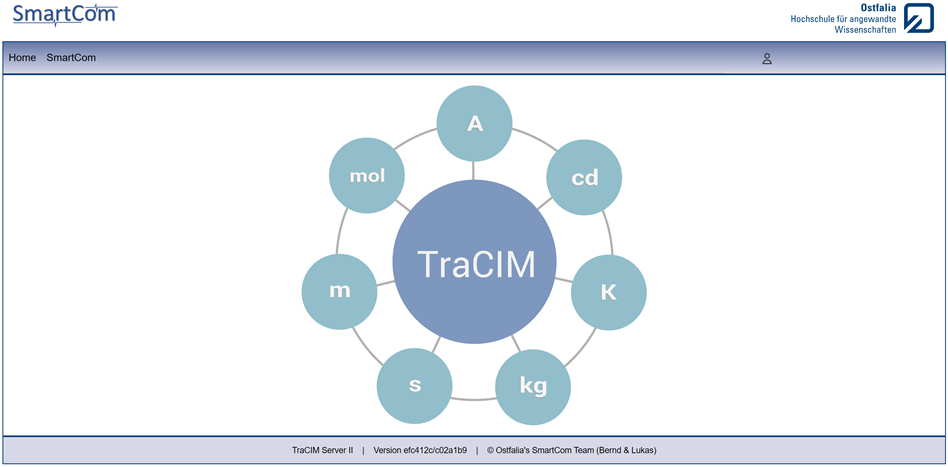 SmartCom
Ostfalia
Hochschule für angewandte
Wissenschaften
Home SmartCom
A
mol
cd
TraCIM
m
K
s
kg
TraCIM Server II | Version efc412c/c02a1b9 | © Ostfalia's SmartCom Team (Bernd & Lukas)